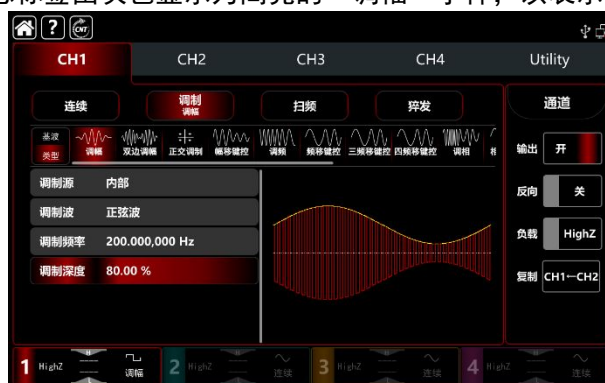 ? CNT
CH1 CH2 CH3 CH4 Utility
连续 调制 扫频 猝发 通道
调幅
基波
类型 调幅 双边调幅 正交调制 幅移键控 调频 频移键控 三频移键控 四频移键控 调相
输出 开
调制源 内部
反向 关
调制波 正弦波
负载 HighZ
调制频率 200.000,000 Hz
调制深度 80.00 %
复制 CH1←CH2
1 HighZ 调幅 2 HighZ 连续 3 HighZ 连续 4 HighZ 连续